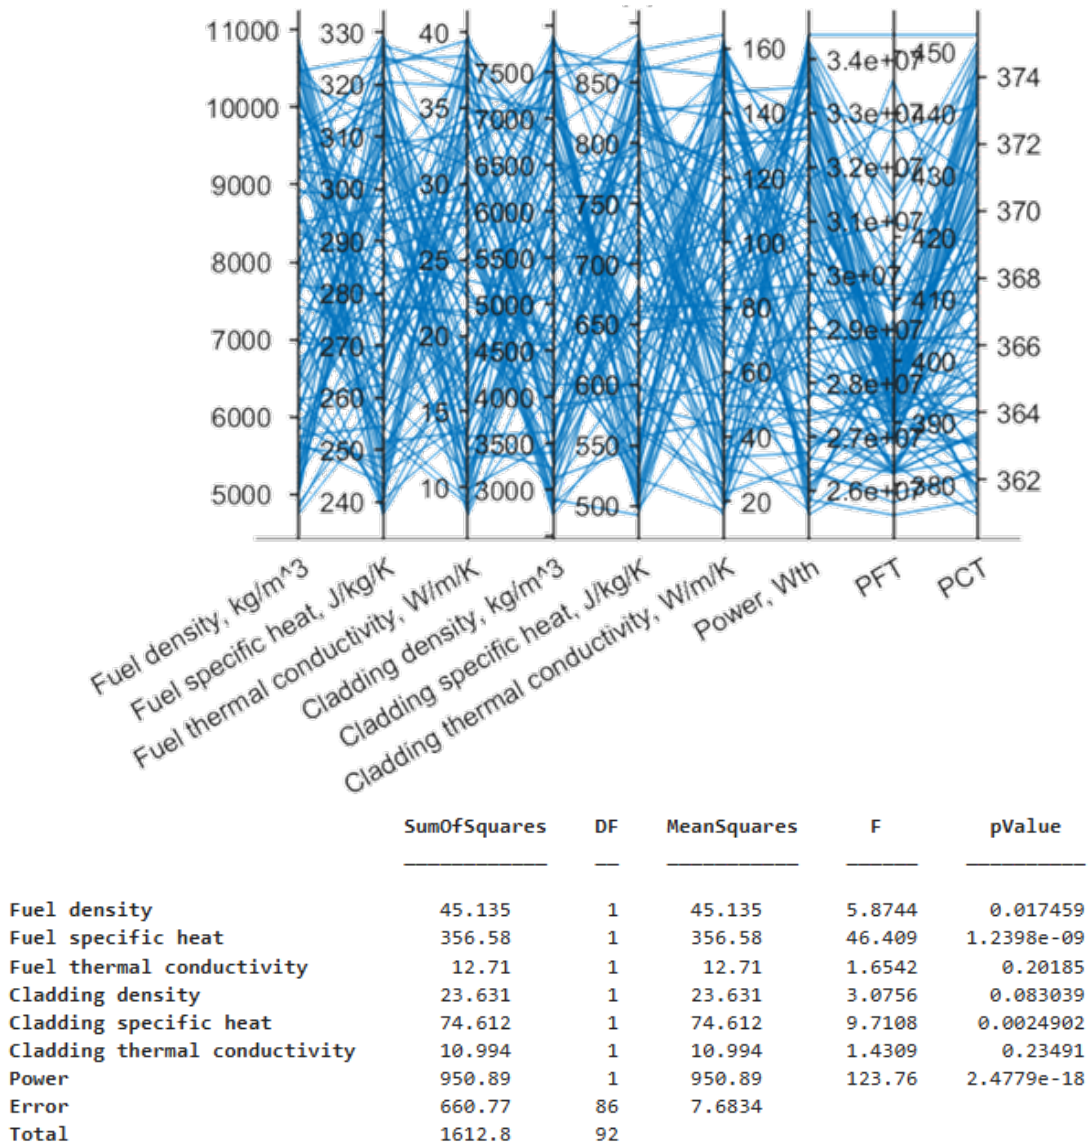 11000 330 40 7500 850 160 3.4e+07 450 374
10000 320 35 7000 800 140 3.3e+07 440 372
9000 310 30 6500 750 120 3.2e+07 430 370
8000 300 25 6000 700 100 3.1e+07 420 368
7000 290 20 5500 650 80 3e+07 410 366
6000 280 15 5000 600 60 2.9e+07 400 364
5000 270 10 4500 550 40 2.8e+07 390 362
260 4000 500 20 2.7e+07 380
250 3500 2.6e+07
240 3000
Fuel density, kg/m^3
Fuel specific heat, J/kg/K
Fuel thermal conductivity, W/m/K
Cladding density, kg/m^3
Cladding specific heat, J/kg/K
Cladding thermal conductivity, W/m/K
Power, Wth
PFT
PCT
SumOfSquares DF MeanSquares F pValue
Fuel density 45.135 1 45.135 5.8744 0.017459
Fuel specific heat 356.58 1 356.58 46.409 1.2398e-09
Fuel thermal conductivity 12.71 1 12.71 1.6542 0.20185
Cladding density 23.631 1 23.631 3.0756 0.083039
Cladding specific heat 74.612 1 74.612 9.7108 0.0024902
Cladding thermal conductivity 10.994 1 10.994 1.4309 0.23491
Power 950.89 1 950.89 123.76 2.4779e-18
Error 660.77 86 7.6834
Total 1612.8 92